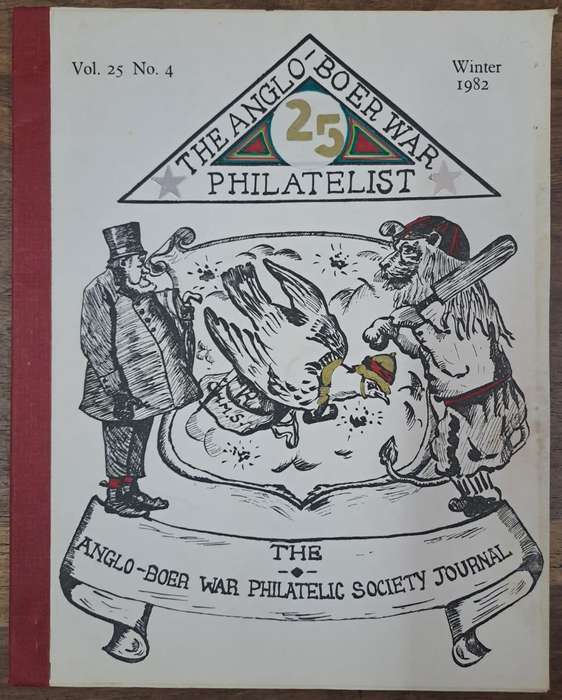 Vol. 25 No. 4
Winter
1982
THE ANGLO-BOER WAR
25
PHILATELIST
THE
ANGLO-BOER WAR PHILATELIC SOCIETY JOURNAL